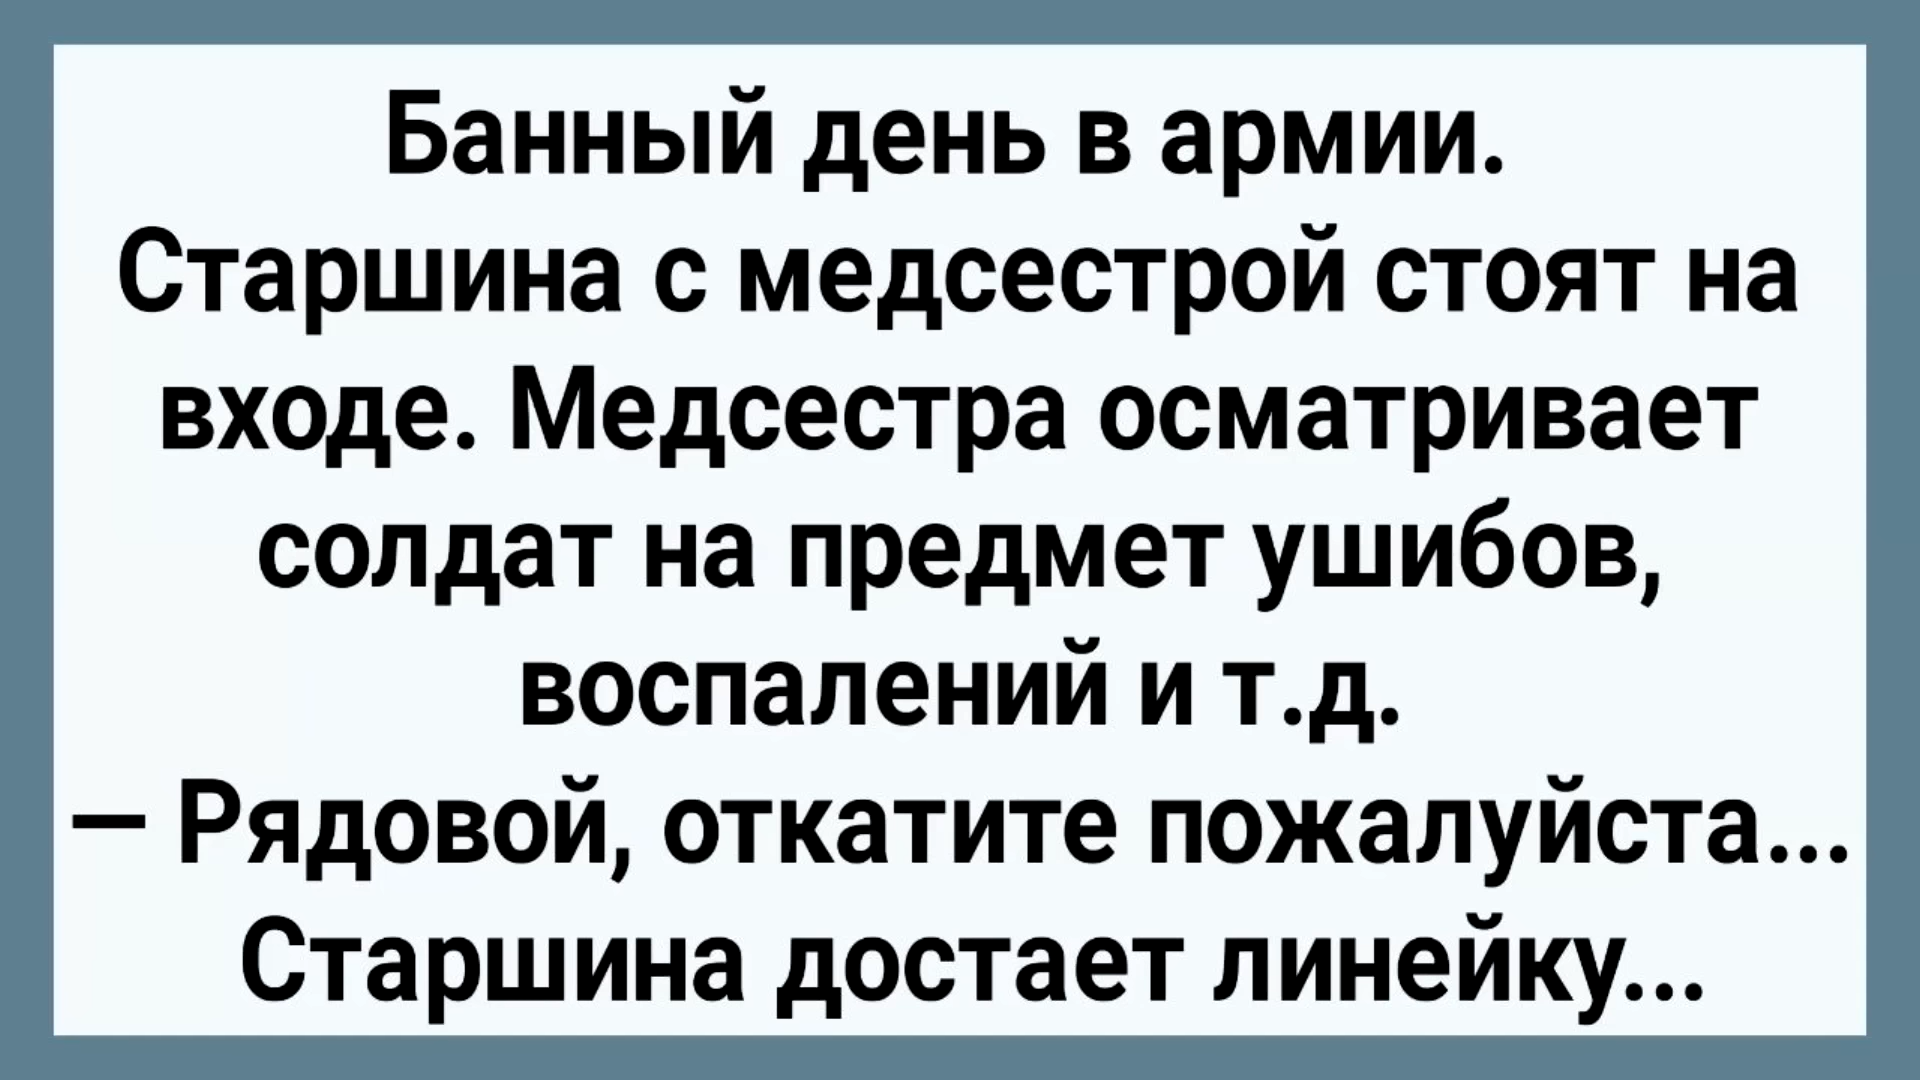 Банный день в армии.
Старшина с медсестрой стоят на
входе. Медсестра осматривает
солдат на предмет ушибов,
воспалений и т.д.
— Рядовой, откатите пожалуйста...
Старшина достает линейку...